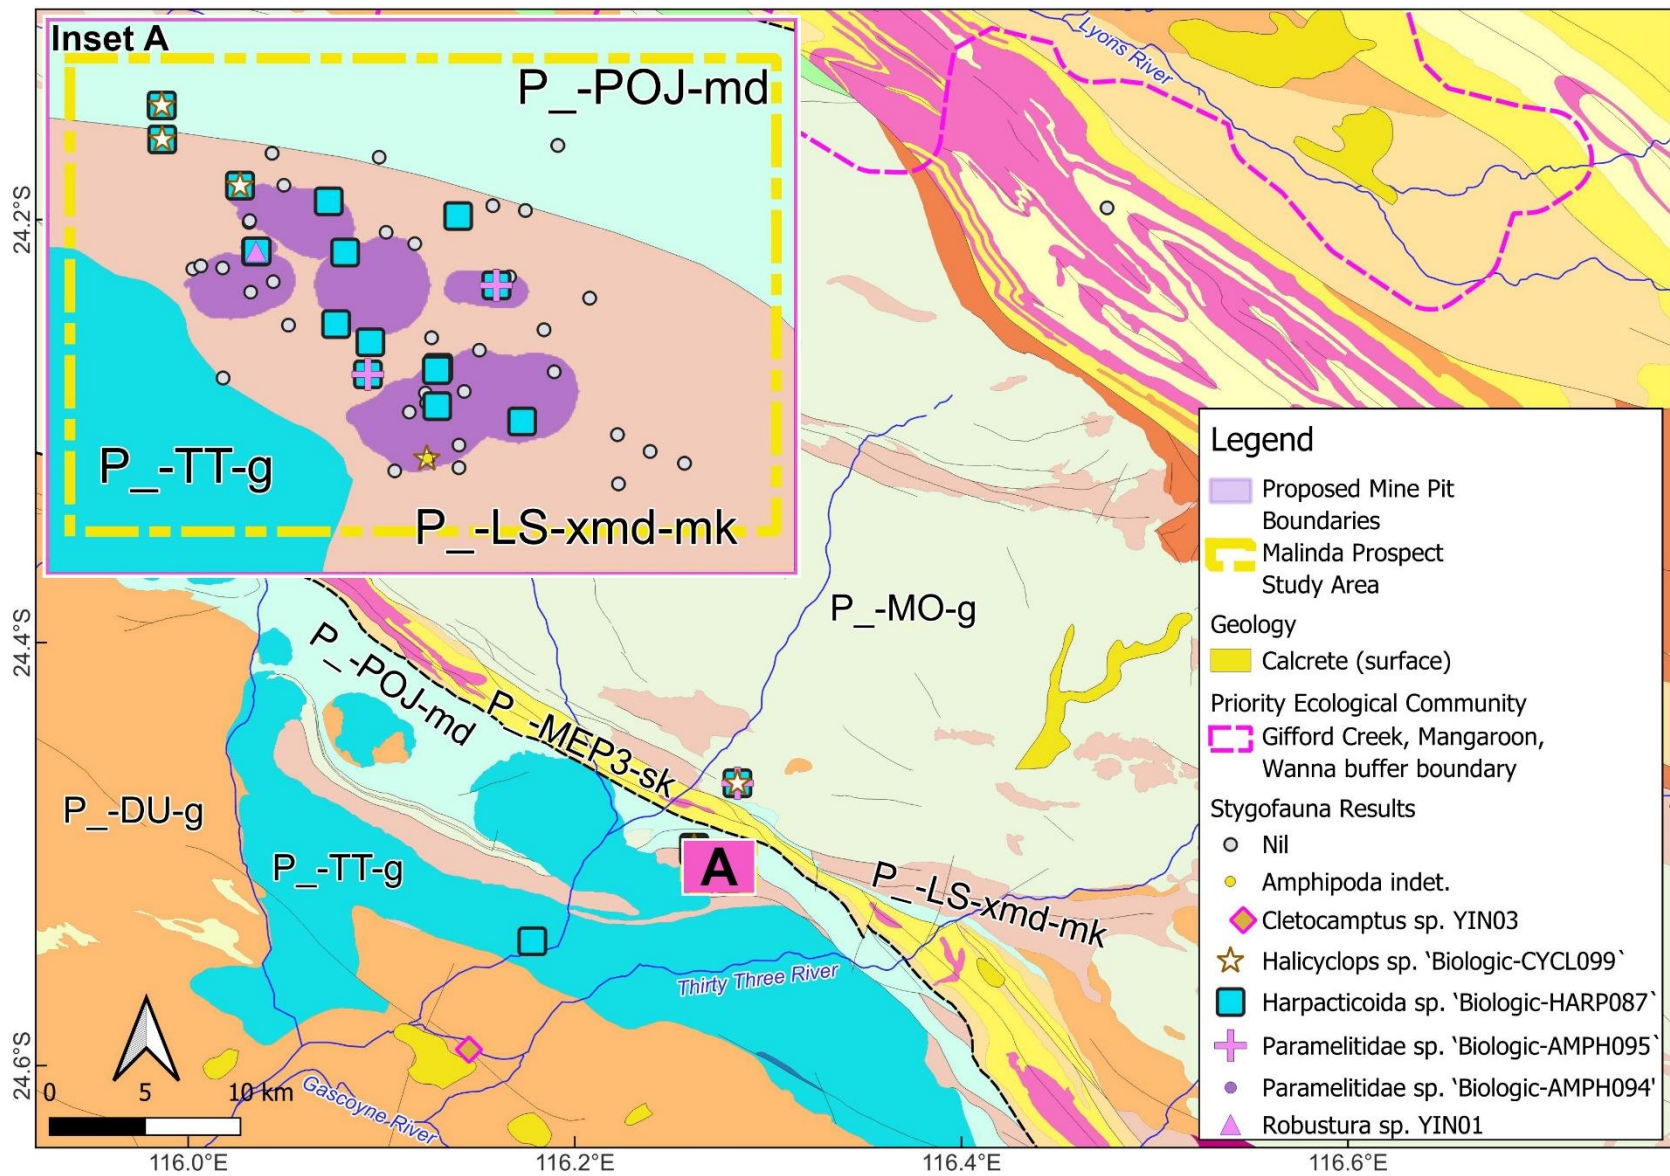 Inset A
P_-POJ-md
P_-TT-g
P_-LS-xmd-mk
Lyons River
24.2°S
24.4°S
24.6°S
P_-MO-g
P_-POJ-md
P_-MEP3-sk
P_-DU-g
P_-TT-g
A
P_-LS-xmd-mk
Thirty Three River
Gascoyne River
0 5 10 km
116.0°E 116.2°E 116.4°E 116.6°E
Legend
Proposed Mine Pit
Boundaries
Malinda Prospect
Study Area
Geology
Calcrete (surface)
Priority Ecological Community
Gifford Creek, Mangaroon,
Wanna buffer boundary
Stygofauna Results
Nil
Amphipoda indet.
Cletocamptus sp. YIN03
Halicyclops sp. ‘Biologic-CYCL099`
Harpacticoida sp. ‘Biologic-HARP087`
Paramelitidae sp. ‘Biologic-AMPH095`
Paramelitidae sp. ‘Biologic-AMPH094'
Robustura sp. YIN01